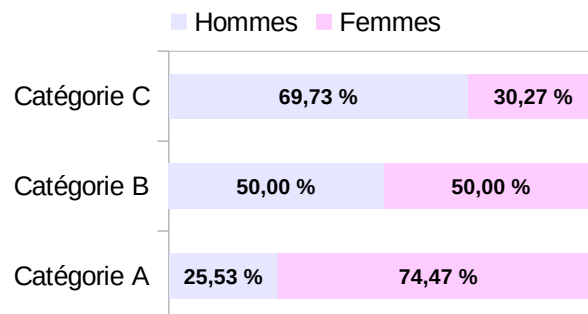 Hommes Femmes
Catégorie C 69,73 % 30,27 %
Catégorie B 50,00 % 50,00 %
Catégorie A 25,53 % 74,47 %